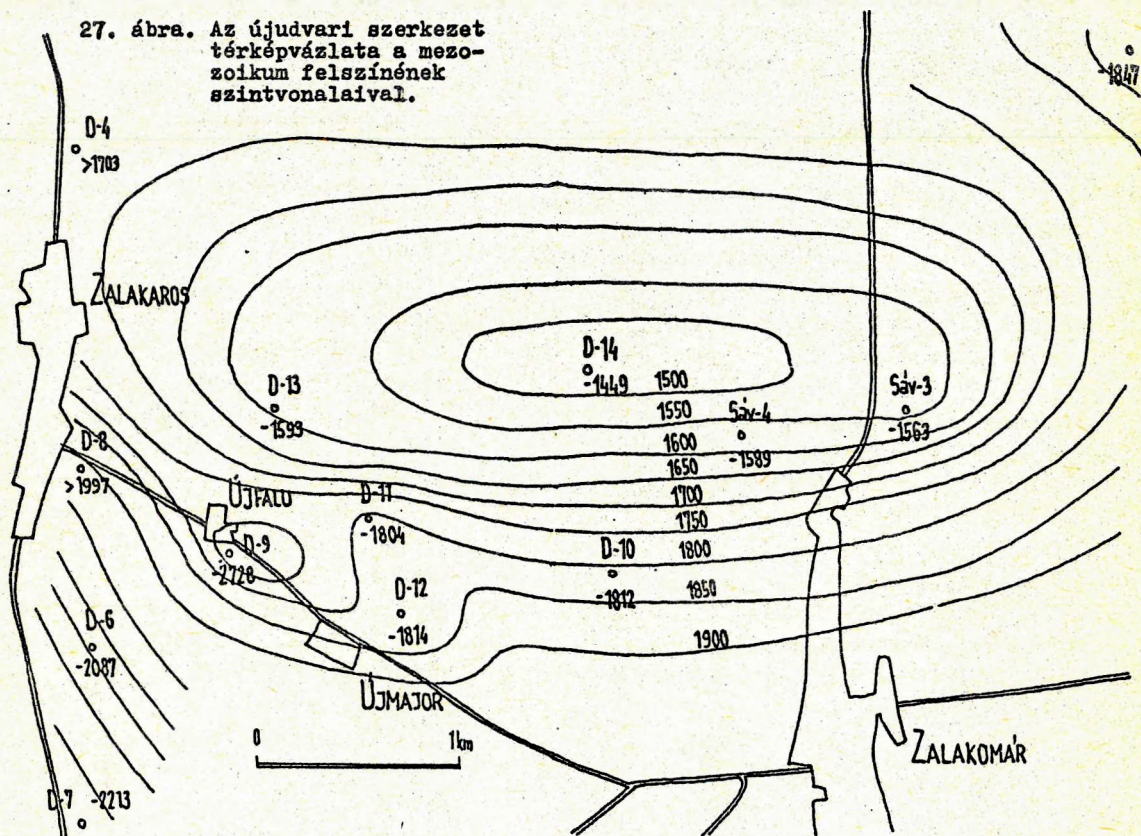 27. ábra. Az újudvari szerkezet
térképvázlata a mezo-
zoikum felszínének
szintvonalaival.
-1847
D-4
>1703
ZALAKAROS
D-14
-1449
1500
D-13
-1593
1550
Sáv-4
-1589
Sáv-3
-1563
1600
1650
1700
1750
1800
1850
1900
D-8
>1997
ÚJFALU
D-9
-2728
D-11
-1804
D-10
-1812
D-12
-1814
D-6
-2087
ÚJMAJOR
0
1km
ZALAKOMÁR
D-7
-2213